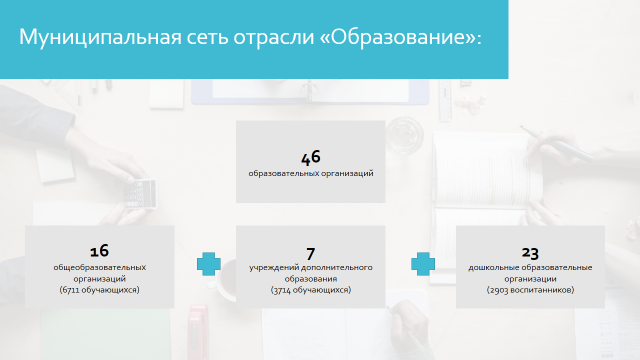 Муниципальная сеть отрасли «Образование»:
46
образовательных организаций
16
общеобразовательных
организаций
(6711 обучающихся)
7
учреждений дополнительного
образования
(3714 обучающихся)
23
дошкольные образовательные
организации
(2903 воспитанников)